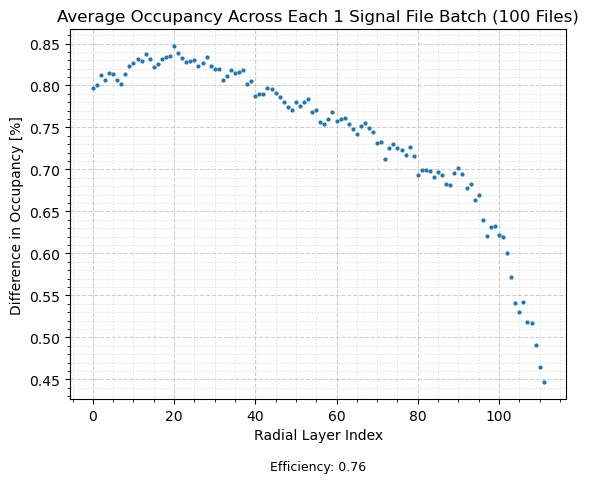 Average Occupancy Across Each 1 Signal File Batch (100 Files)
Difference in Occupancy [%]
0.85
0.80
0.75
0.70
0.65
0.60
0.55
0.50
0.45
0 20 40 60 80 100
Radial Layer Index
Efficiency: 0.76